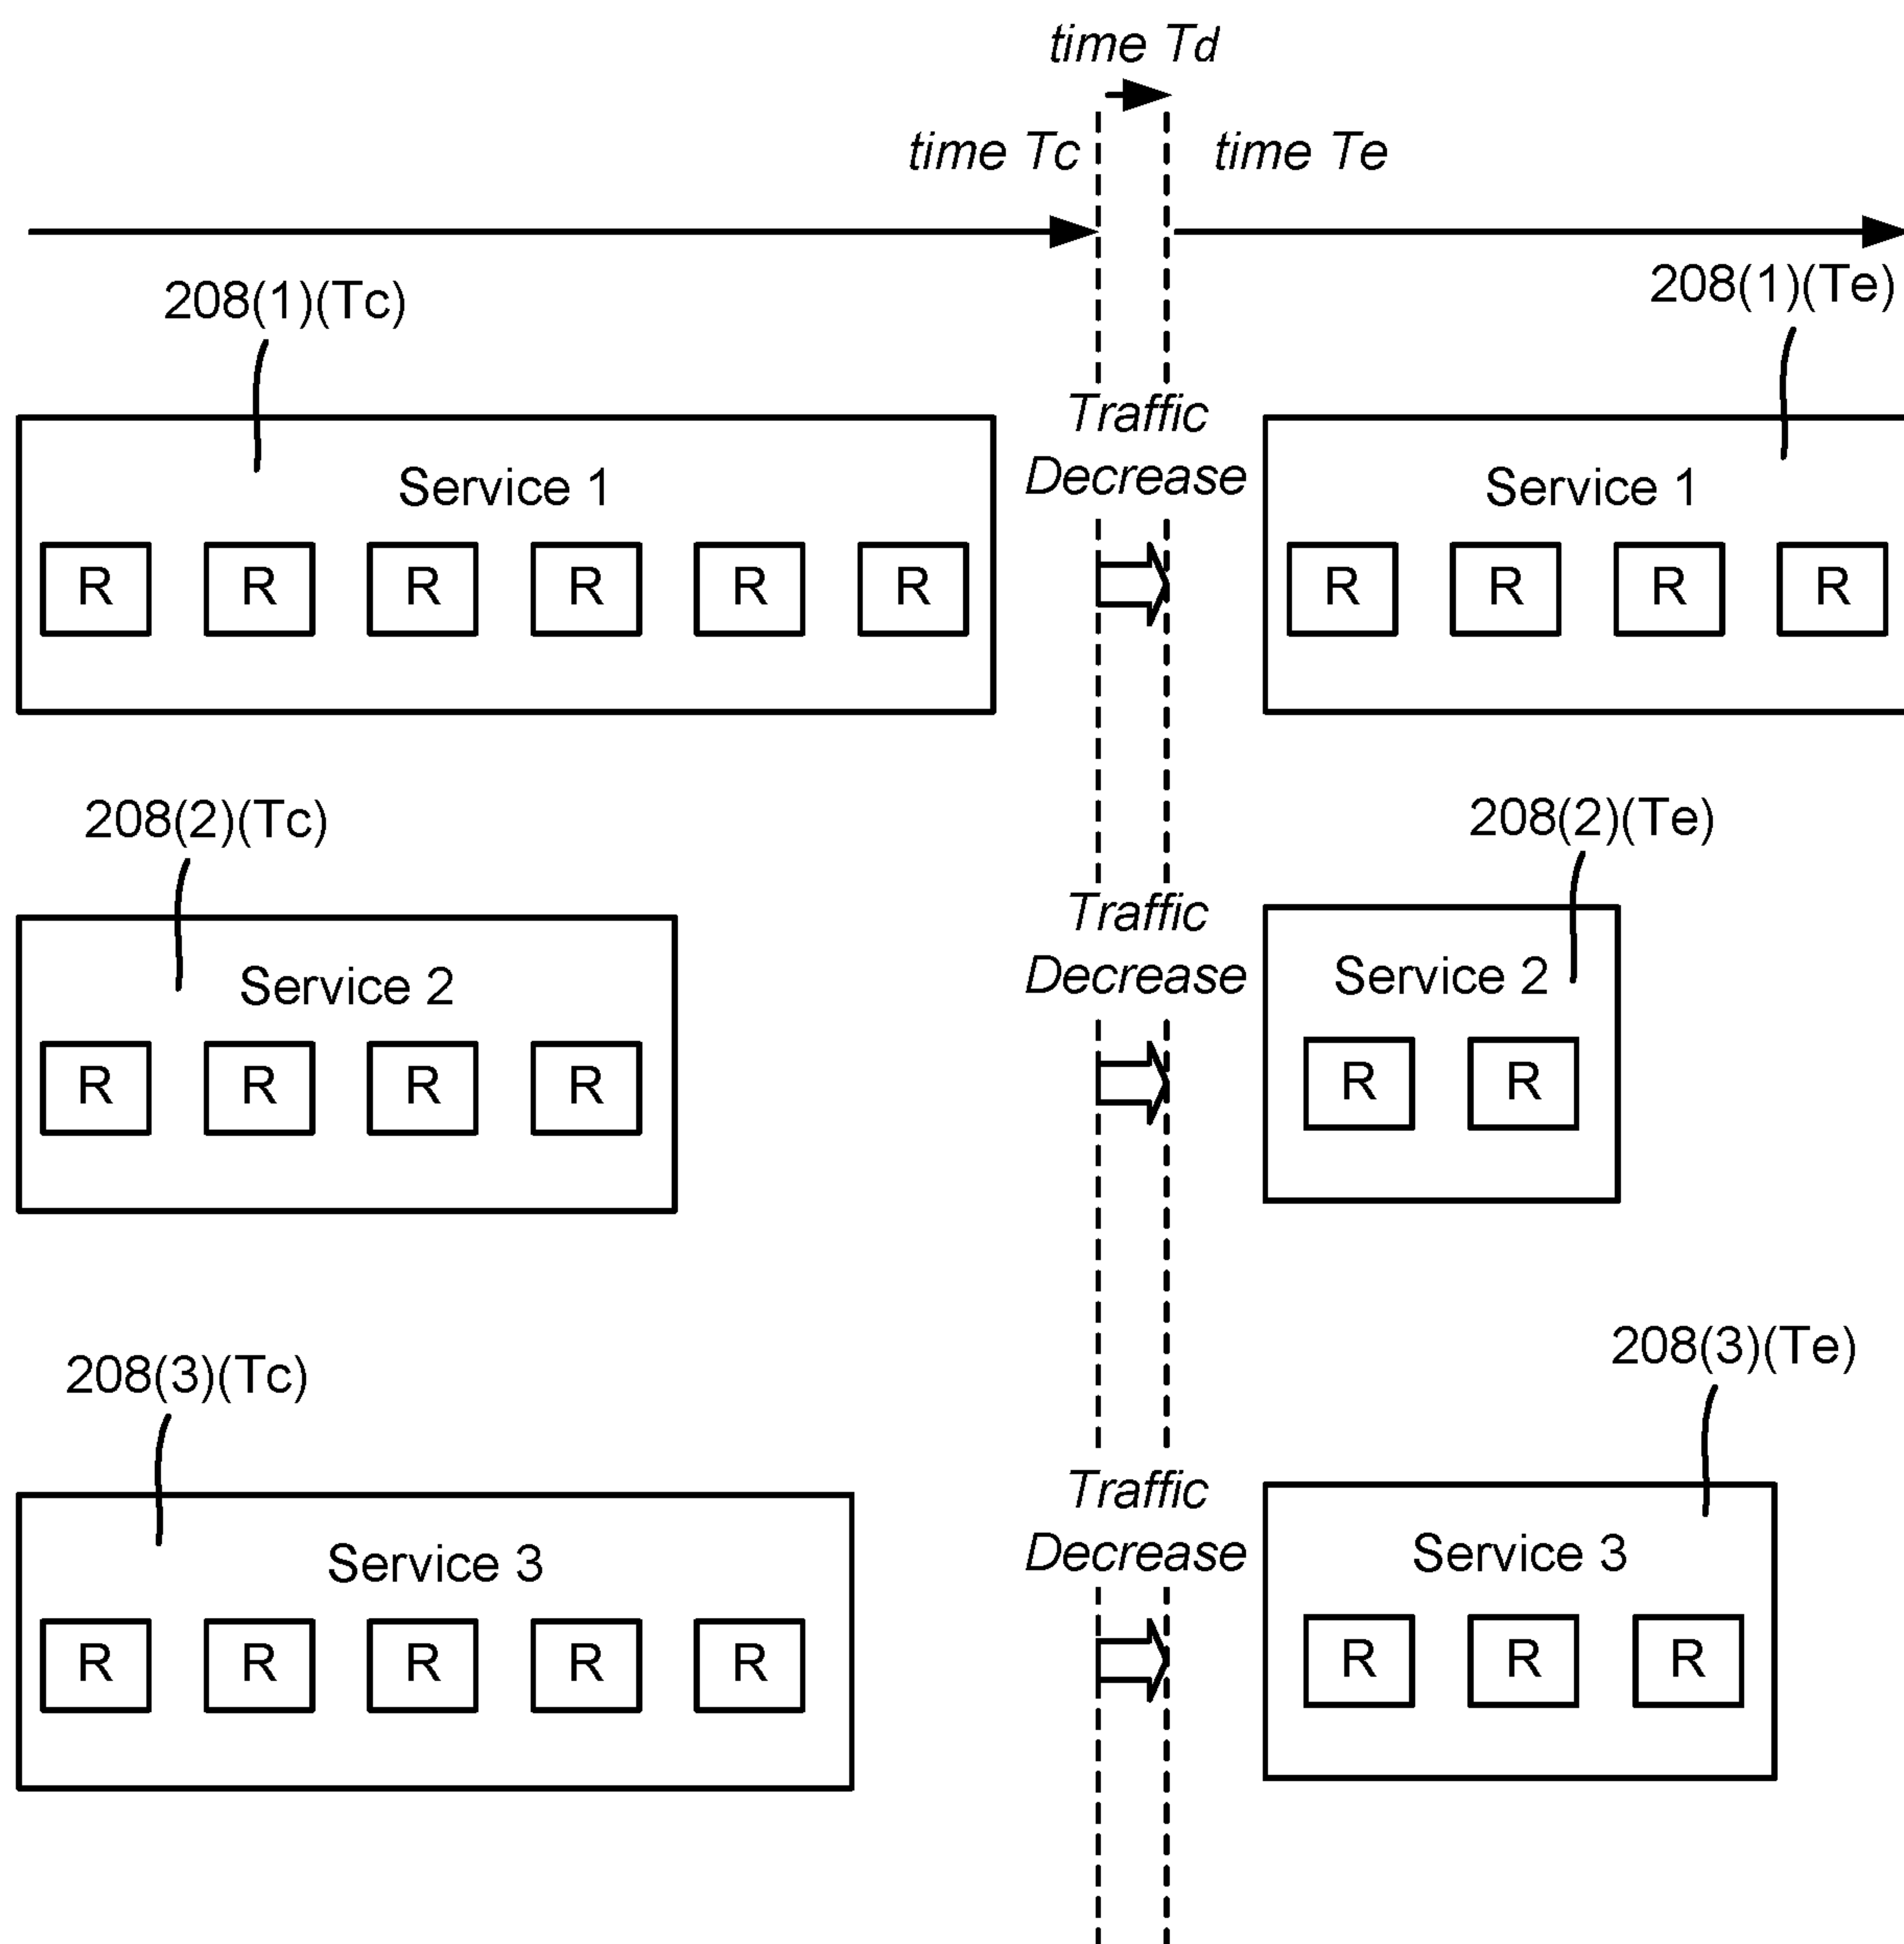 time Td
time Tc
time Te
208(1)(Tc)
208(1)(Te)
Traffic
Decrease
Service 1
Service 1
R R R R R R
R R R R
208(2)(Tc)
208(2)(Te)
Traffic
Decrease
Service 2
Service 2
R R R R
R R
208(3)(Tc)
208(3)(Te)
Traffic
Decrease
Service 3
Service 3
R R R R R
R R R